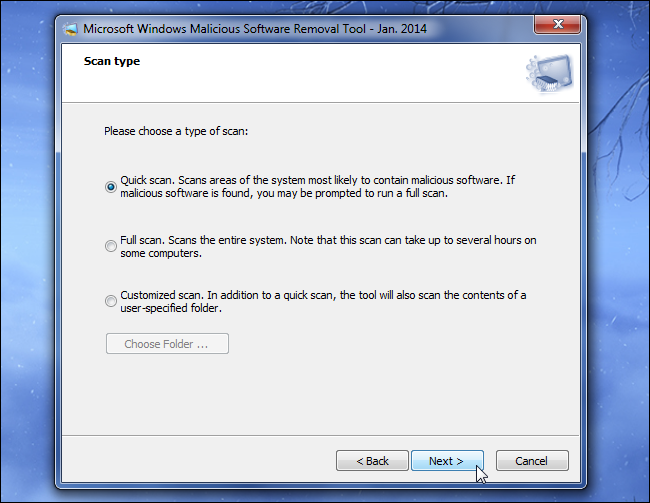 Microsoft Windows Malicious Software Removal Tool - Jan. 2014
Scan type
Please choose a type of scan:
Quick scan. Scans areas of the system most likely to contain malicious software. If
malicious software is found, you may be prompted to run a full scan.
Full scan. Scans the entire system. Note that this scan can take up to several hours on
some computers.
Customized scan. In addition to a quick scan, the tool will also scan the contents of a
user-specified folder.
Choose Folder ...
< Back Next > Cancel